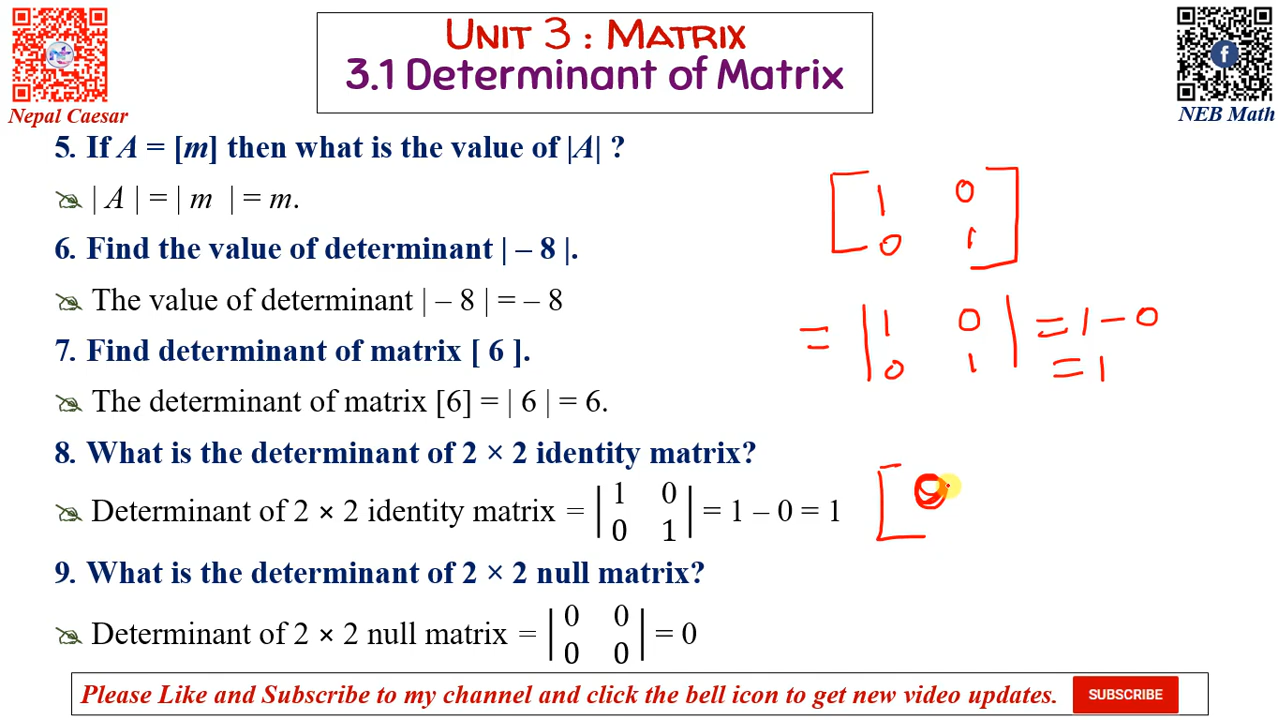 UNIT 3 : MATRIX
3.1 Determinant of Matrix
Nepal Caesar
NEB Math
5. If A = [m] then what is the value of |A| ?
| A | = | m | = m.
6. Find the value of determinant | – 8 |.
The value of determinant | – 8 | = – 8
7. Find determinant of matrix [ 6 ].
The determinant of matrix [6] = | 6 | = 6.
8. What is the determinant of 2 × 2 identity matrix?
Determinant of 2 × 2 identity matrix = | 1 0 | = 1 – 0 = 1
| 0 1 |
9. What is the determinant of 2 × 2 null matrix?
Determinant of 2 × 2 null matrix = | 0 0 | = 0
| 0 0 |
[ 1 0 ]
[ 0 1 ]
= | 1 0 | = 1 – 0
| 0 1 | = 1
[ 0
Please Like and Subscribe to my channel and click the bell icon to get new video updates.
SUBSCRIBE